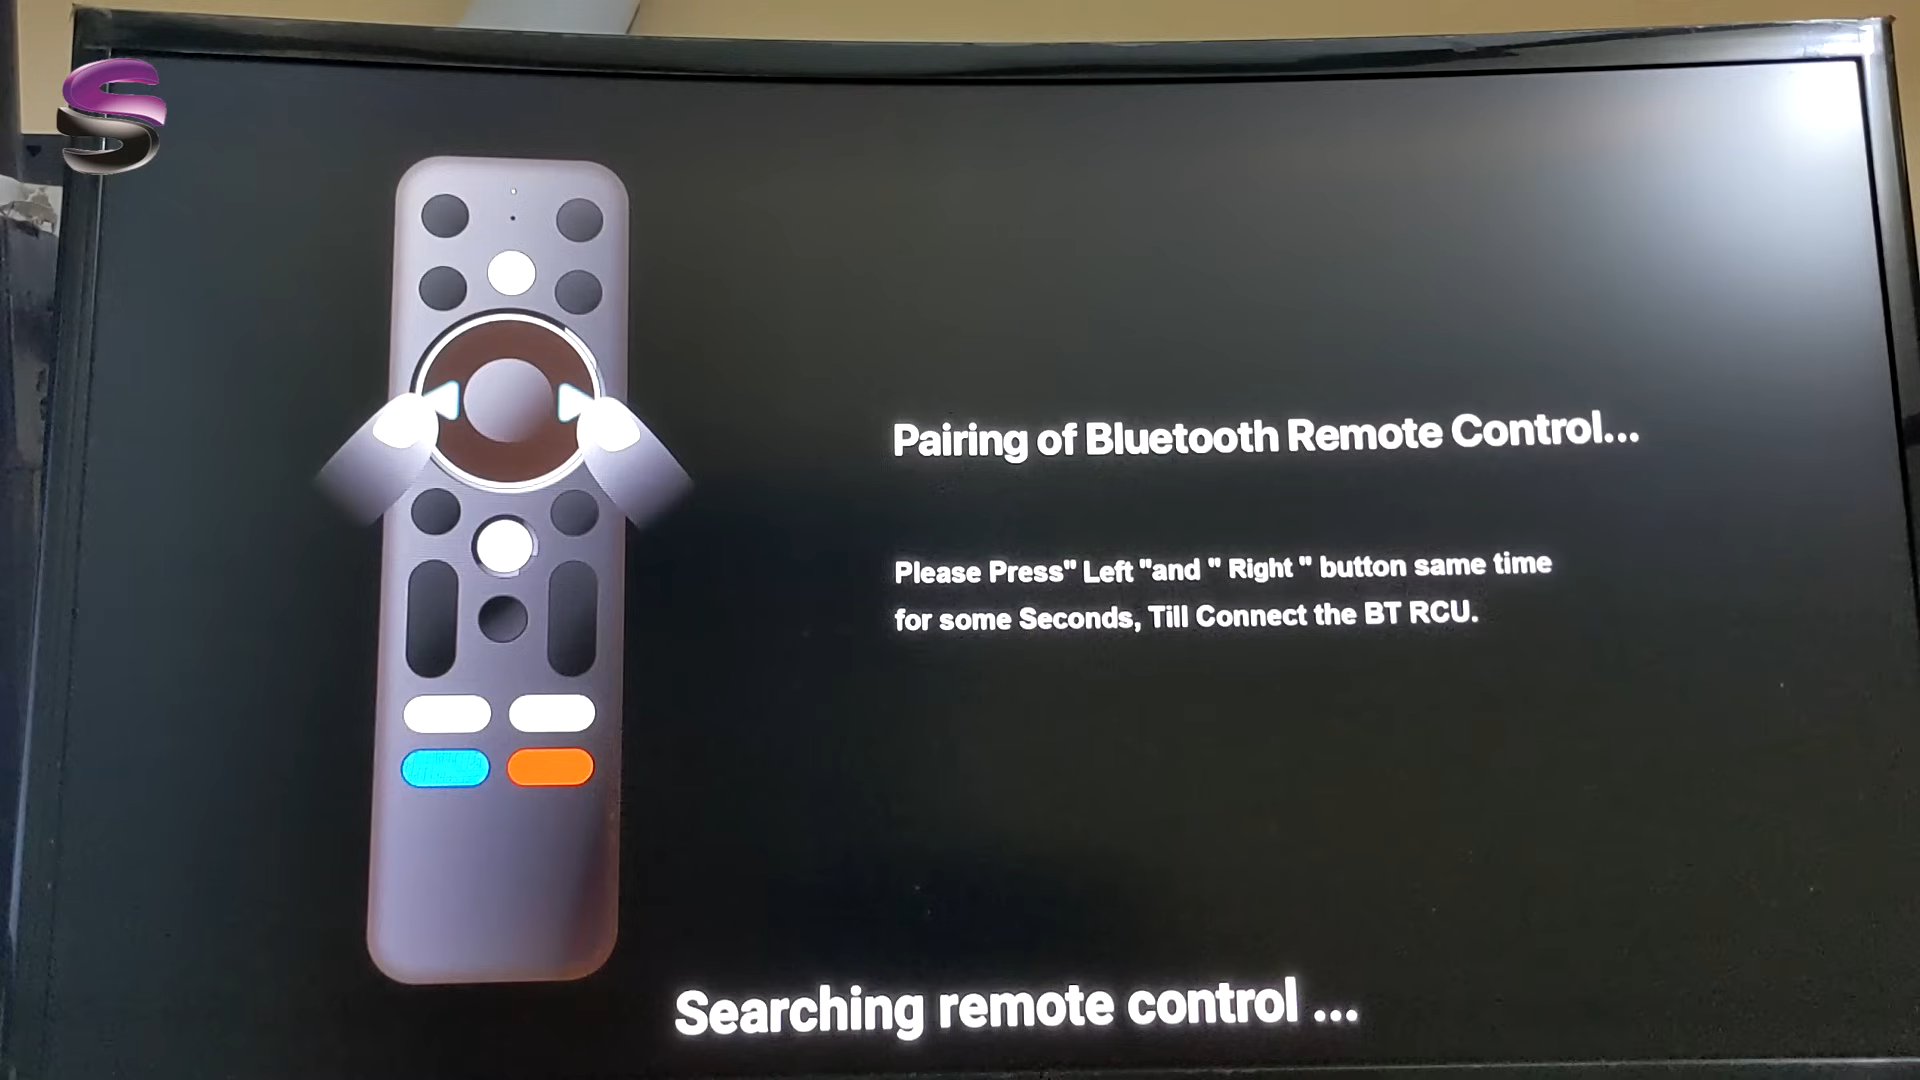 Pairing of Bluetooth Remote Control...
Please Press" Left "and " Right " button same time
for some Seconds, Till Connect the BT RCU.
Searching remote control ...